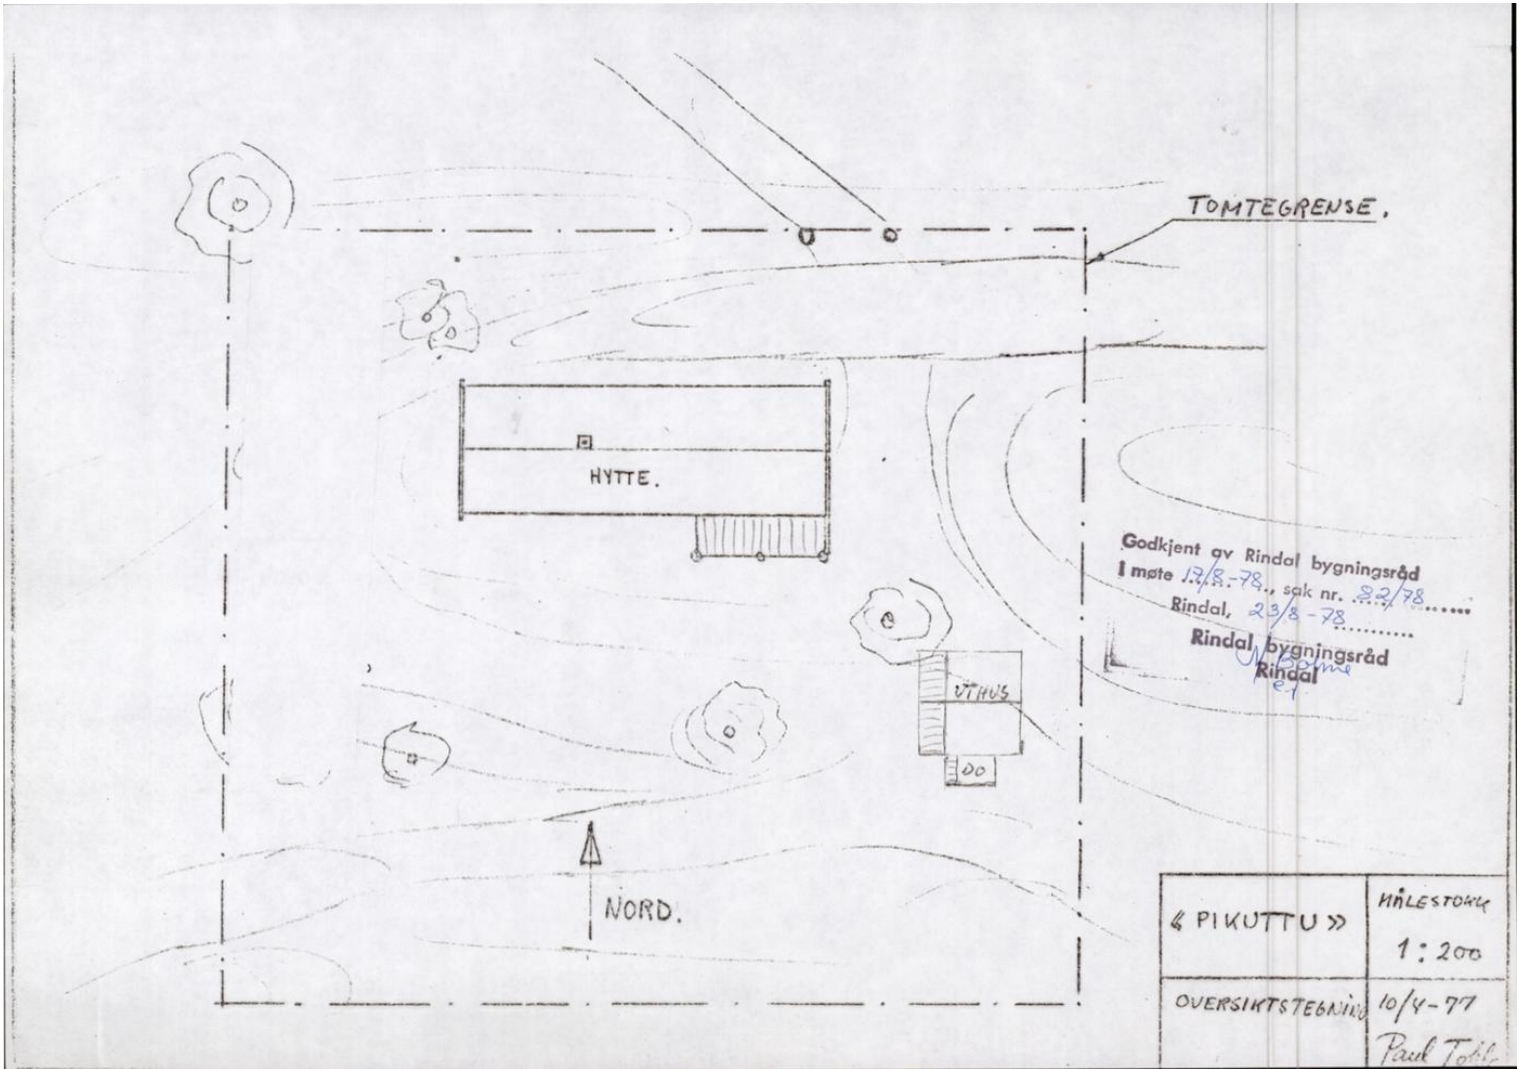 TOMTEGRENSE.
HYTTE.
Godkjent av Rindal bygningsråd
I møte 17/8-78, sak nr. 82/78
Rindal, 23/8-78
Rindal bygningsråd
Rindal
UTHUS
DO
NORD.
« PIKUTTU »
MÅLESTOKK
1:200
OVERSIKTSTEGNING
10/4-77
Paul